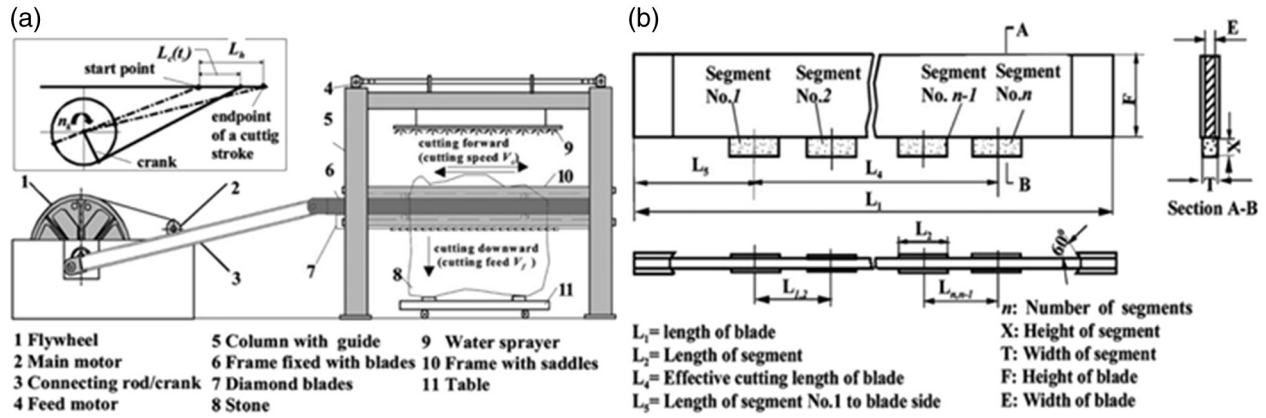 (a)
L_c(t_i)
L_h
start point
n_s
endpoint
of a cuttig
stroke
crank
1
2
3
4
5
6
7
8
9
10
11
cutting forward
(cutting speed V_c)
cutting downward
(cutting feed V_f )
1 Flywheel
2 Main motor
3 Connecting rod/crank
4 Feed motor
5 Column with guide
6 Frame fixed with blades
7 Diamond blades
8 Stone
9 Water sprayer
10 Frame with saddles
11 Table
(b)
A
E
Segment
No.1
Segment
No.2
Segment
No. n-1
Segment
No.n
F
X
T
L5
L4
B
L1
Section A-B
L2
60°
L1,2
Ln,n-1
L1= length of blade
L2= Length of segment
L4= Effective cutting length of blade
L5= Length of segment No.1 to blade side
n: Number of segments
X: Height of segment
T: Width of segment
F: Height of blade
E: Width of blade